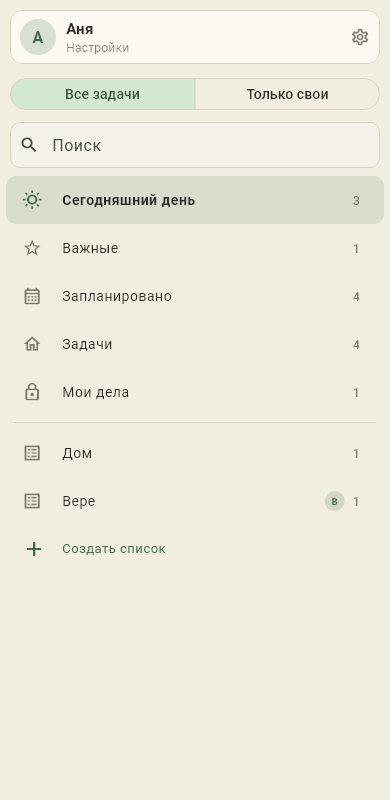 А
Аня
Настройки
Все задачи
Только свои
Поиск
Сегодняшний день 3
Важные 1
Запланировано 4
Задачи 4
Мои дела 1
Дом 1
Вере В 1
Создать список